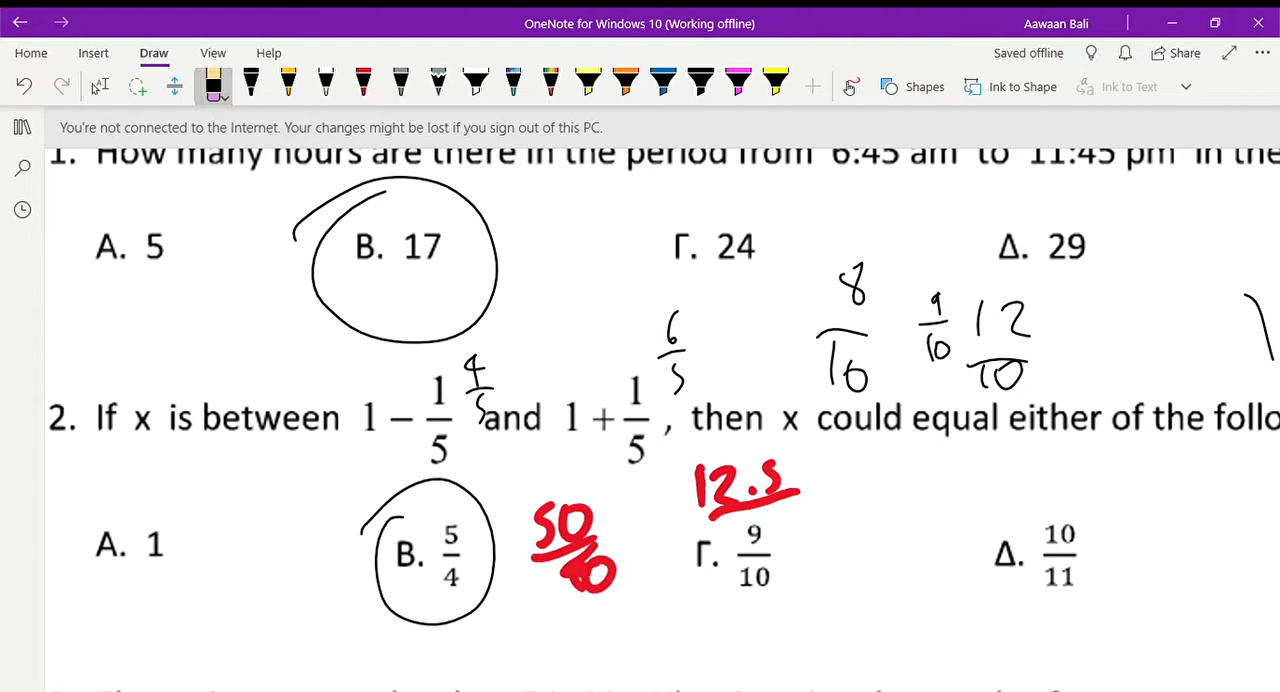 OneNote for Windows 10 (Working offline)
Aawaan Bali
Home Insert Draw View Help
Saved offline
Share
Shapes
Ink to Shape
Ink to Text
You're not connected to the Internet. Your changes might be lost if you sign out of this PC.
1. How many hours are there in the period from 6:45 am to 11:45 pm in the
A. 5 B. 17 Γ. 24 Δ. 29
8/10 9/10 12/10
4/5 6/5
2. If x is between 1 − 1/5 and 1 + 1/5 , then x could equal either of the follo
12.5
50/40
A. 1 B. 5/4 Γ. 9/10 Δ. 10/11